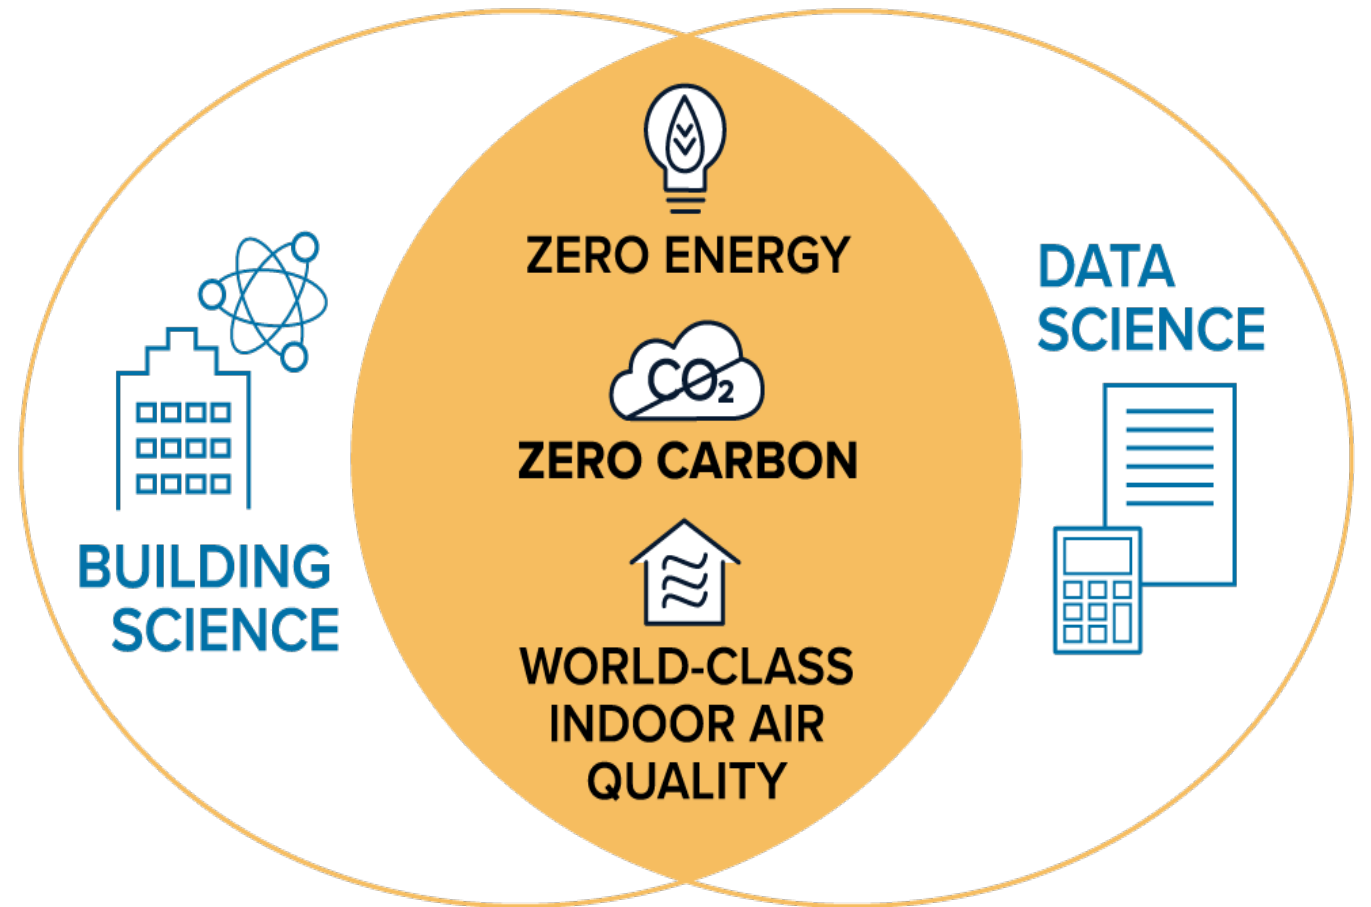 BUILDING
SCIENCE
ZERO ENERGY
CO₂
ZERO CARBON
WORLD-CLASS
INDOOR AIR
QUALITY
DATA
SCIENCE